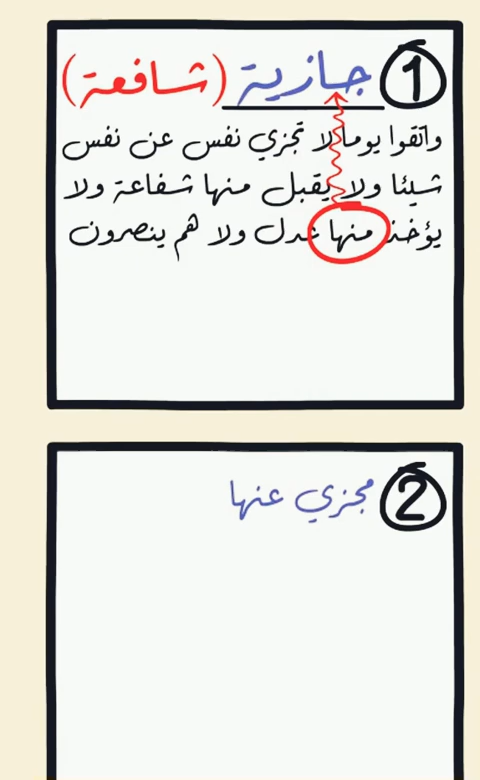 1 جازية (شافعة)
واتقوا يوما لا تجزي نفس عن نفس
شيئا ولا يقبل منها شفاعة ولا
يؤخذ منها عدل ولا هم ينصرون
2 مجزي عنها